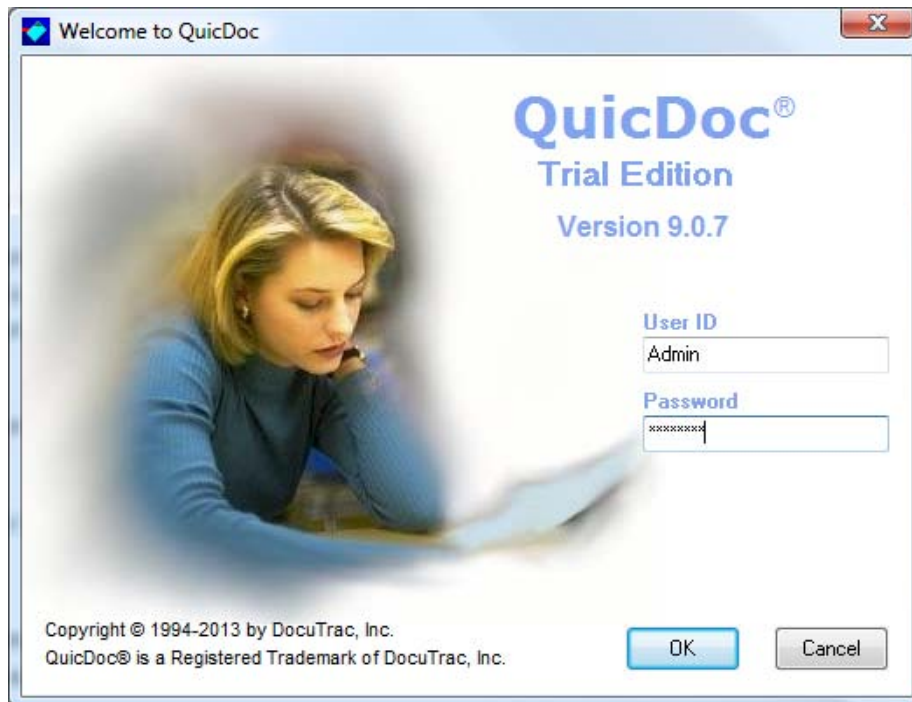 Welcome to QuicDoc
QuicDoc®
Trial Edition
Version 9.0.7
User ID
Admin
Password
********
Copyright © 1994-2013 by DocuTrac, Inc.
QuicDoc® is a Registered Trademark of DocuTrac, Inc.
OK
Cancel